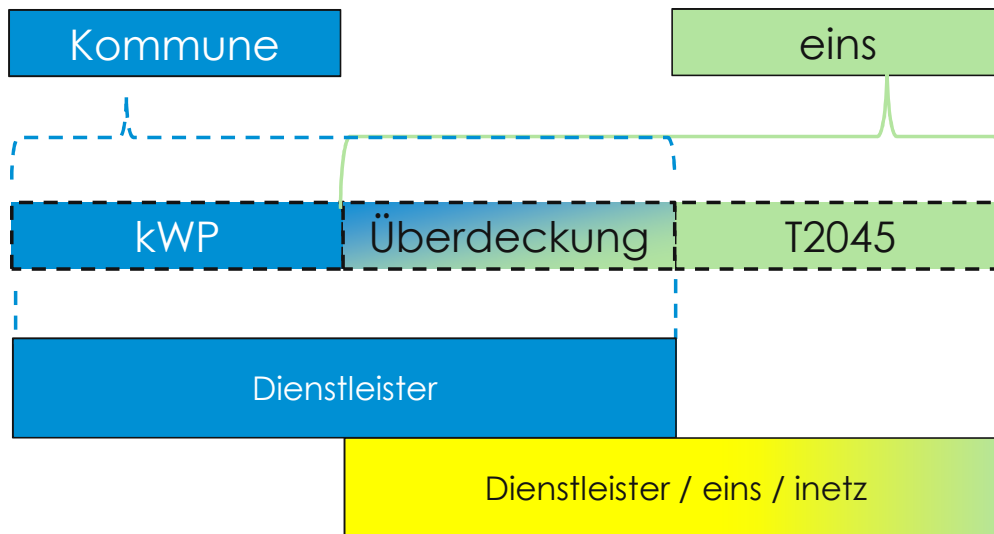 Kommune
eins
kWP
Überdeckung
T2045
Dienstleister
Dienstleister / eins / inetz